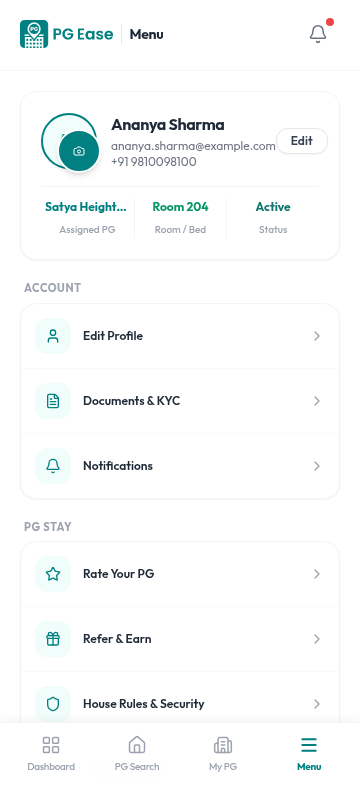 PG
PG Ease
Menu
Ananya Sharma
ananya.sharma@example.com
+91 9810098100
Edit
Satya Height...
Room 204
Active
Assigned PG
Room / Bed
Status
ACCOUNT
Edit Profile
Documents & KYC
Notifications
PG STAY
Rate Your PG
Refer & Earn
House Rules & Security
Dashboard
PG Search
My PG
Menu